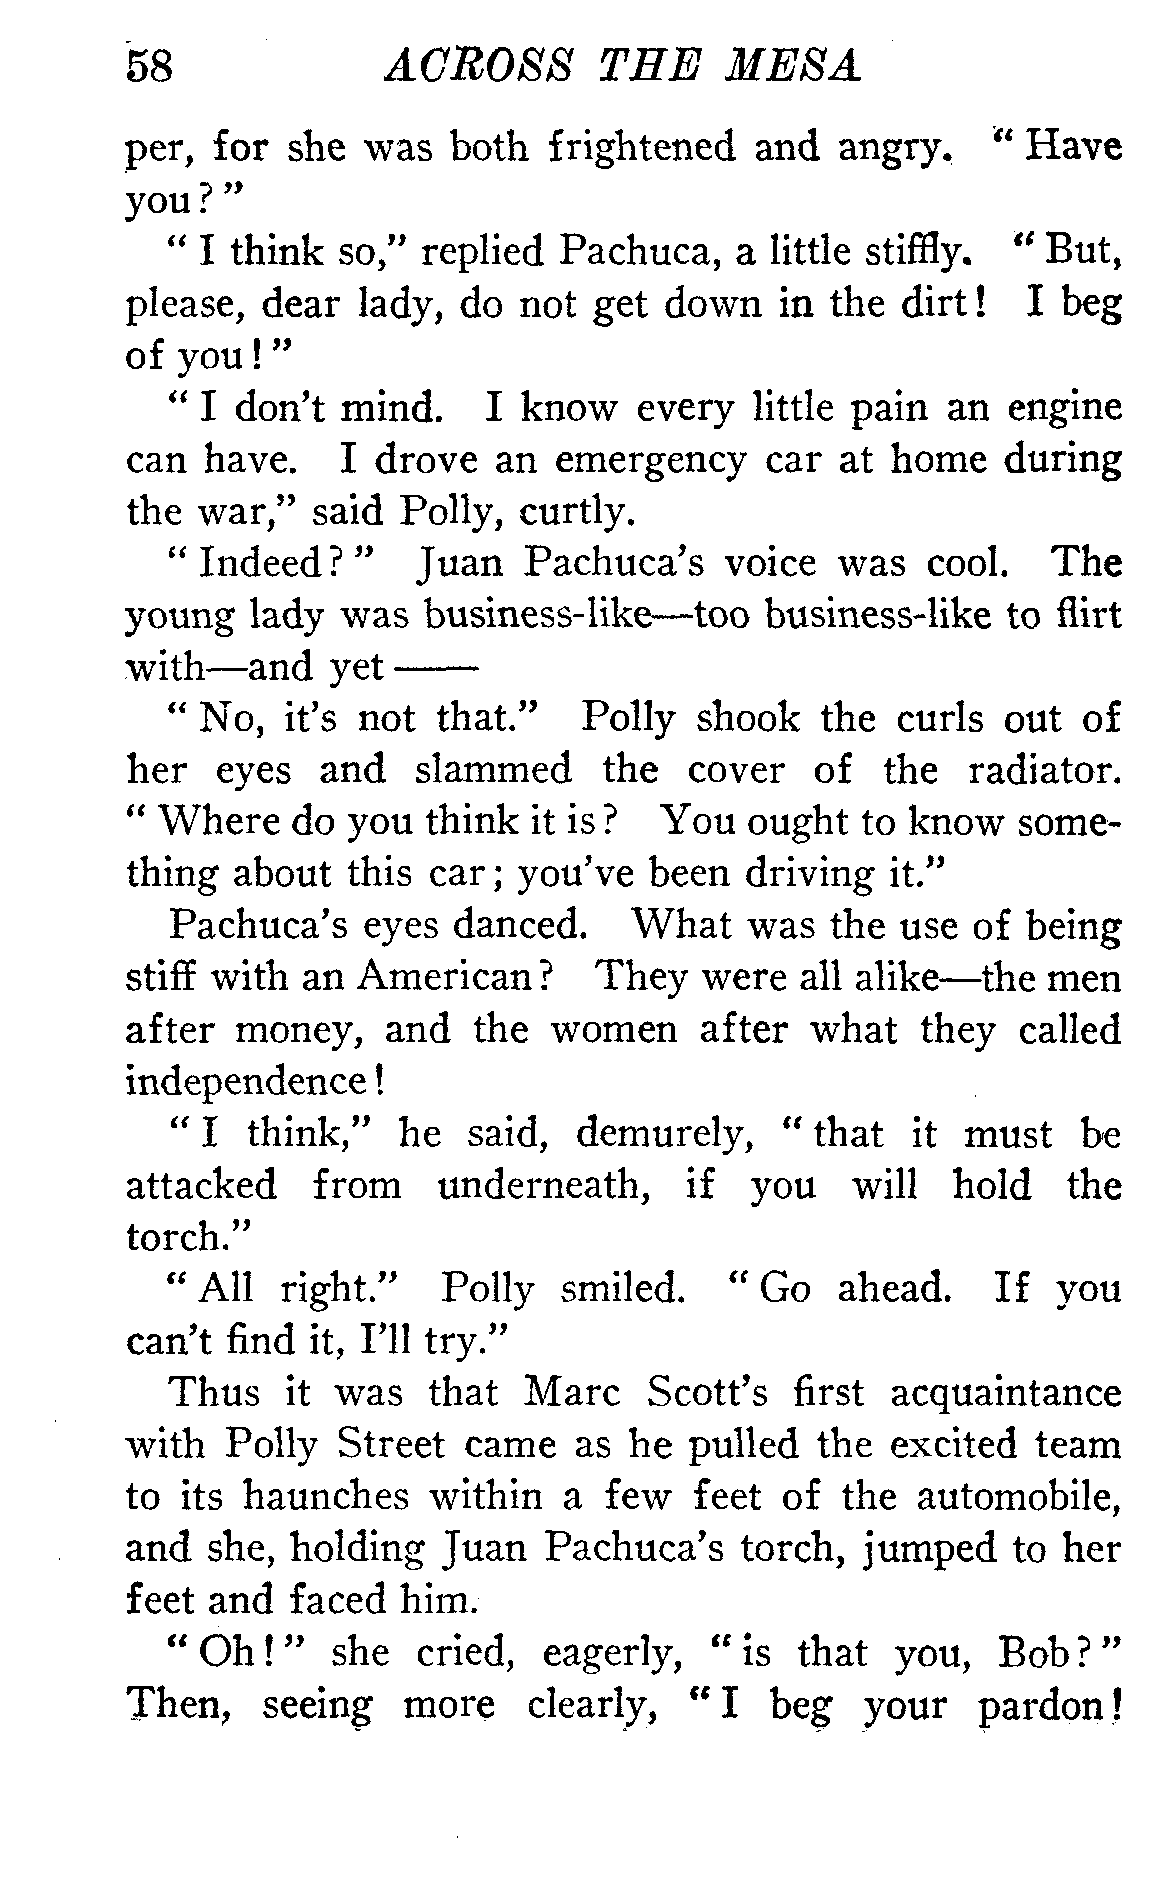 58 ACROSS THE MESA
per, for she was both frightened and angry. “ Have
you ? ”
“ I think so,” replied Pachuca, a little stiffly. “ But,
please, dear lady, do not get down in the dirt ! I beg
of you ! ”
“ I don't mind. I know every little pain an engine
can have. I drove an emergency car at home during
the war,” said Polly, curtly.
“ Indeed ? ” Juan Pachuca's voice was cool. The
young lady was business-like—too business-like to flirt
with—and yet ——
“ No, it's not that.” Polly shook the curls out of
her eyes and slammed the cover of the radiator.
“ Where do you think it is ? You ought to know some-
thing about this car ; you've been driving it.”
Pachuca's eyes danced. What was the use of being
stiff with an American ? They were all alike—the men
after money, and the women after what they called
independence !
“ I think,” he said, demurely, “ that it must be
attacked from underneath, if you will hold the
torch.”
“ All right.” Polly smiled. “ Go ahead. If you
can't find it, I'll try.”
Thus it was that Marc Scott's first acquaintance
with Polly Street came as he pulled the excited team
to its haunches within a few feet of the automobile,
and she, holding Juan Pachuca's torch, jumped to her
feet and faced him.
“ Oh ! ” she cried, eagerly, “ is that you, Bob ? ”
Then, seeing more clearly, “ I beg your pardon !